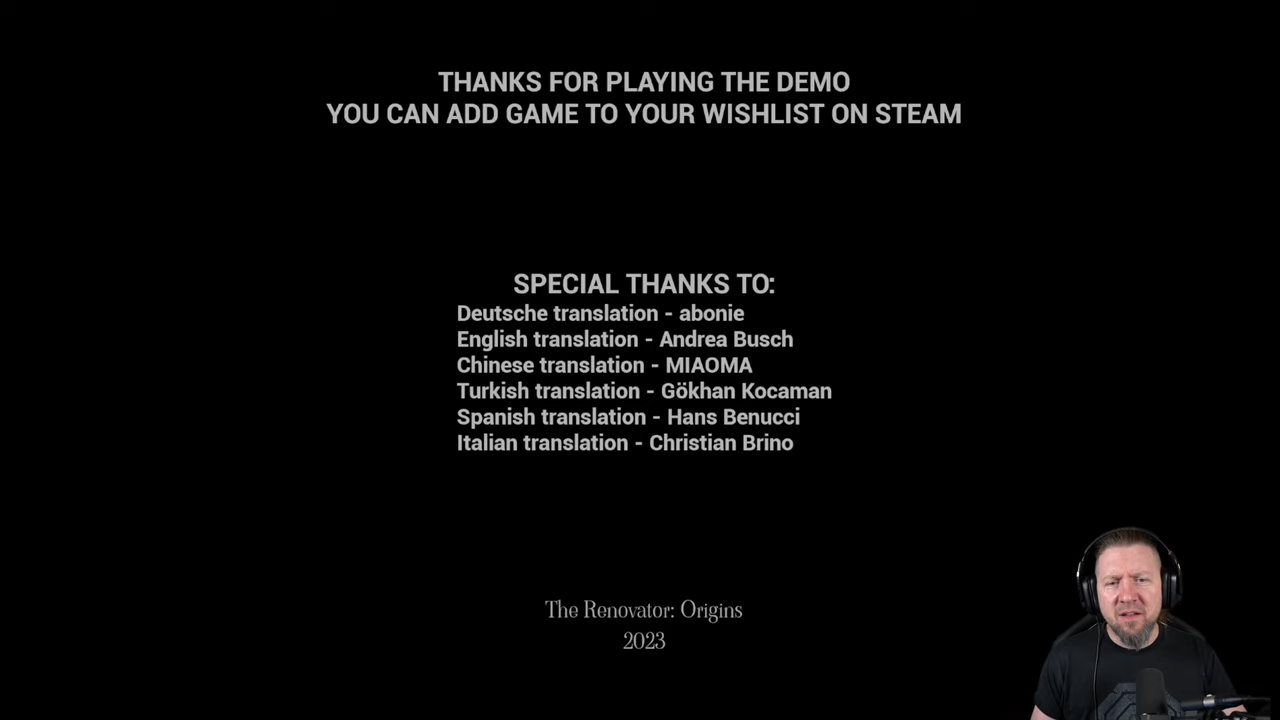 THANKS FOR PLAYING THE DEMO
YOU CAN ADD GAME TO YOUR WISHLIST ON STEAM
SPECIAL THANKS TO:
Deutsche translation - abonie
English translation - Andrea Busch
Chinese translation - MIAOMA
Turkish translation - Gökhan Kocaman
Spanish translation - Hans Benucci
Italian translation - Christian Brino
The Renovator: Origins
2023